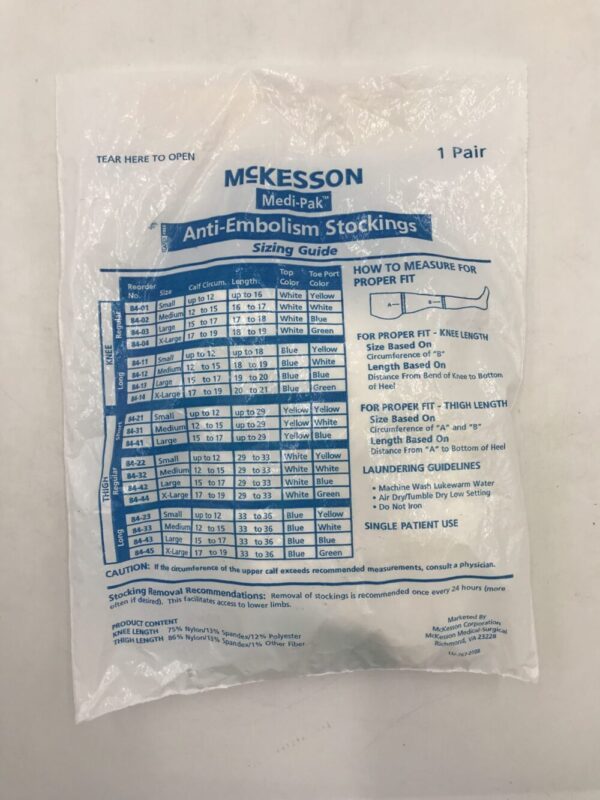 TEAR HERE TO OPEN
1 Pair
McKESSON
Medi-Pak™
Anti-Embolism Stockings
Sizing Guide
Reorder No. Size Calf Circum. Length Top Color Toe Port Color
KNEE
Regular
84-01 Small up to 12 up to 16 White Yellow
84-02 Medium 12 to 15 16 to 17 White White
84-03 Large 15 to 17 17 to 18 White Blue
84-04 X-Large 17 to 19 18 to 19 White Green
Long
84-11 Small up to 12 up to 18 Blue Yellow
84-12 Medium 12 to 15 18 to 19 Blue White
84-13 Large 15 to 17 19 to 20 Blue Blue
84-14 X-Large 17 to 19 20 to 21 Blue Green
THIGH
Short
84-21 Small up to 12 up to 29 Yellow Yellow
84-31 Medium 12 to 15 up to 29 Yellow White
84-41 Large 15 to 17 up to 29 Yellow Blue
Regular
84-22 Small up to 12 29 to 33 White Yellow
84-32 Medium 12 to 15 29 to 33 White White
84-42 Large 15 to 17 29 to 33 White Blue
84-44 X-Large 17 to 19 29 to 33 White Green
Long
84-23 Small up to 12 33 to 36 Blue Yellow
84-33 Medium 12 to 15 33 to 36 Blue White
84-43 Large 15 to 17 33 to 36 Blue Blue
84-45 X-Large 17 to 19 33 to 36 Blue Green
HOW TO MEASURE FOR
PROPER FIT
A B
FOR PROPER FIT - KNEE LENGTH
Size Based On
Circumference of "B"
Length Based On
Distance From Bend of Knee to Bottom
of Heel
FOR PROPER FIT - THIGH LENGTH
Size Based On
Circumference of "A" and "B"
Length Based On
Distance From "A" to Bottom of Heel
LAUNDERING GUIDELINES
• Machine Wash Lukewarm Water
• Air Dry/Tumble Dry Low Setting
• Do Not Iron
SINGLE PATIENT USE
CAUTION: If the circumference of the upper calf exceeds recommended measurements, consult a physician.
Stocking Removal Recommendations: Removal of stockings is recommended once every 24 hours (more
often if desired). This facilitates access to lower limbs.
PRODUCT CONTENT
KNEE LENGTH 75% Nylon/13% Spandex/12% Polyester
THIGH LENGTH 86% Nylon/13% Spandex/1% Other Fiber
Marketed By
McKesson Corporation
McKesson Medical-Surgical
Richmond, VA 23228